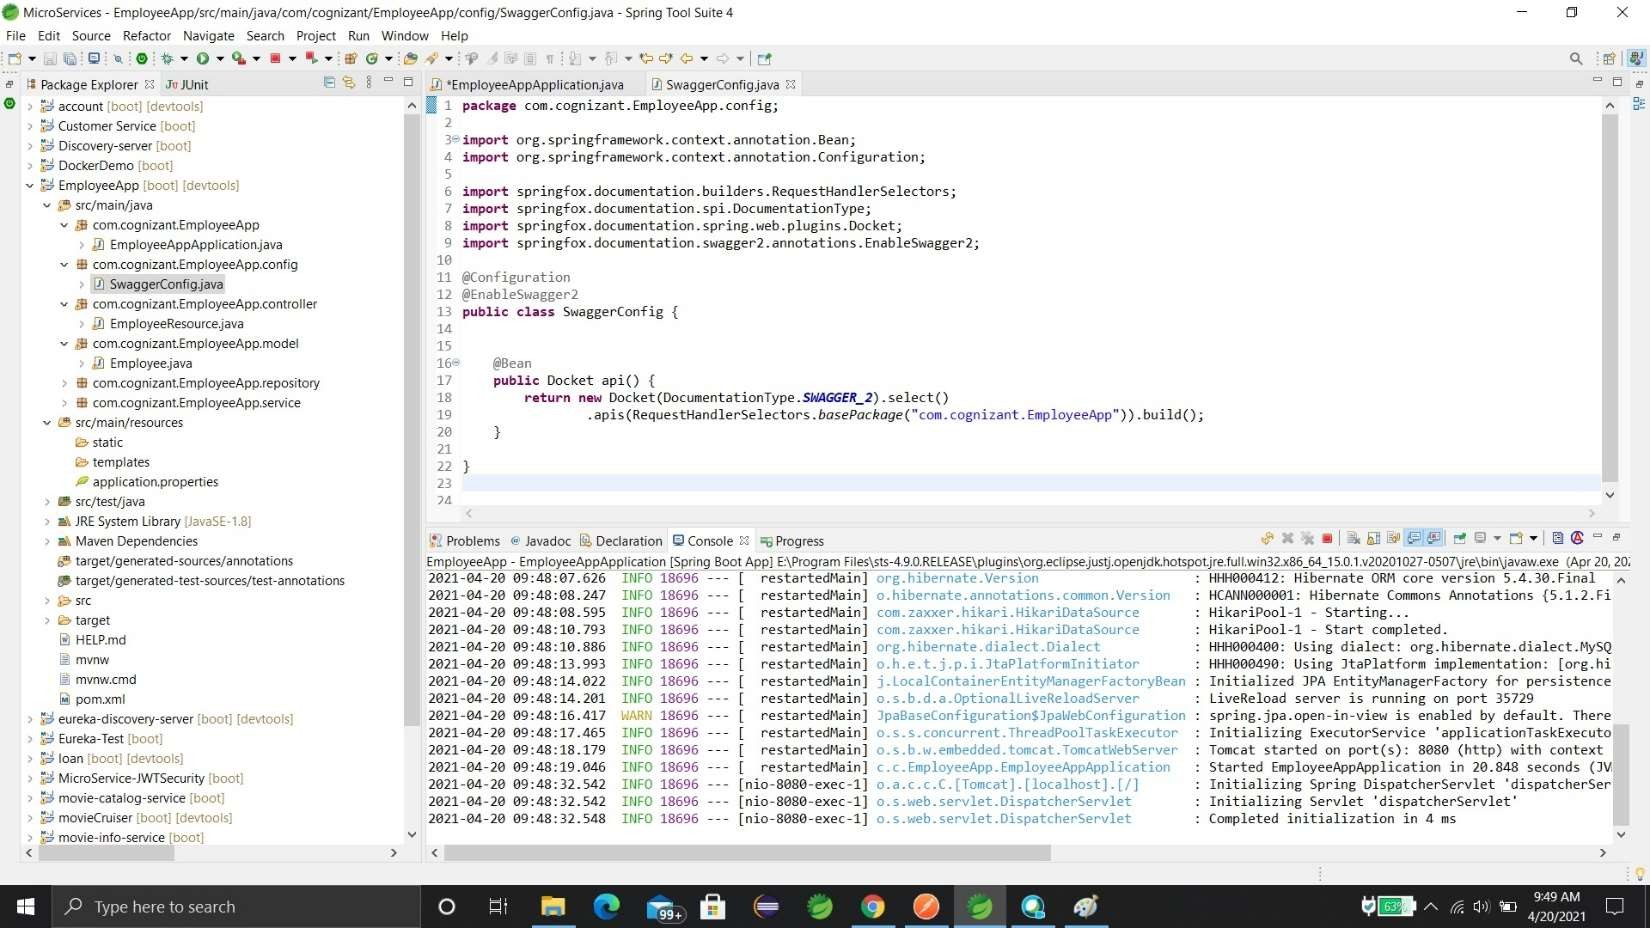 MicroServices - EmployeeApp/src/main/java/com/cognizant/EmployeeApp/config/SwaggerConfig.java - Spring Tool Suite 4
File Edit Source Refactor Navigate Search Project Run Window Help
Package Explorer JUnit
account [boot] [devtools]
Customer Service [boot]
Discovery-server [boot]
DockerDemo [boot]
EmployeeApp [boot] [devtools]
src/main/java
com.cognizant.EmployeeApp
EmployeeAppApplication.java
com.cognizant.EmployeeApp.config
SwaggerConfig.java
com.cognizant.EmployeeApp.controller
EmployeeResource.java
com.cognizant.EmployeeApp.model
Employee.java
com.cognizant.EmployeeApp.repository
com.cognizant.EmployeeApp.service
src/main/resources
static
templates
application.properties
src/test/java
JRE System Library [JavaSE-1.8]
Maven Dependencies
target/generated-sources/annotations
target/generated-test-sources/test-annotations
src
target
HELP.md
mvnw
mvnw.cmd
pom.xml
eureka-discovery-server [boot] [devtools]
Eureka-Test [boot]
loan [boot] [devtools]
MicroService-JWTSecurity [boot]
movie-catalog-service [boot]
movieCruiser [boot] [devtools]
movie-info-service [boot]
*EmployeeAppApplication.java SwaggerConfig.java
1 package com.cognizant.EmployeeApp.config;
2
3 import org.springframework.context.annotation.Bean;
4 import org.springframework.context.annotation.Configuration;
5
6 import springfox.documentation.builders.RequestHandlerSelectors;
7 import springfox.documentation.spi.DocumentationType;
8 import springfox.documentation.spring.web.plugins.Docket;
9 import springfox.documentation.swagger2.annotations.EnableSwagger2;
10
11 @Configuration
12 @EnableSwagger2
13 public class SwaggerConfig {
14
15
16 @Bean
17 public Docket api() {
18 return new Docket(DocumentationType.SWAGGER_2).select()
19 .apis(RequestHandlerSelectors.basePackage("com.cognizant.EmployeeApp")).build();
20 }
21
22 }
23
24
Problems Javadoc Declaration Console Progress
EmployeeApp - EmployeeAppApplication [Spring Boot App] E:\Program Files\sts-4.9.0.RELEASE\plugins\org.eclipse.justj.openjdk.hotspot.jre.full.win32.x86_64_15.0.1.v20201027-0507\jre\bin\javaw.exe (Apr 20, 202
2021-04-20 09:48:07.626 INFO 18696 --- [ restartedMain] org.hibernate.Version : HHH000412: Hibernate ORM core version 5.4.30.Final
2021-04-20 09:48:08.247 INFO 18696 --- [ restartedMain] o.hibernate.annotations.common.Version : HCANN000001: Hibernate Commons Annotations {5.1.2.Fi
2021-04-20 09:48:08.595 INFO 18696 --- [ restartedMain] com.zaxxer.hikari.HikariDataSource : HikariPool-1 - Starting...
2021-04-20 09:48:10.793 INFO 18696 --- [ restartedMain] com.zaxxer.hikari.HikariDataSource : HikariPool-1 - Start completed.
2021-04-20 09:48:10.886 INFO 18696 --- [ restartedMain] org.hibernate.dialect.Dialect : HHH000400: Using dialect: org.hibernate.dialect.MySQ
2021-04-20 09:48:13.993 INFO 18696 --- [ restartedMain] o.h.e.t.j.p.i.JtaPlatformInitiator : HHH000490: Using JtaPlatform implementation: [org.hi
2021-04-20 09:48:14.022 INFO 18696 --- [ restartedMain] j.LocalContainerEntityManagerFactoryBean : Initialized JPA EntityManagerFactory for persistence
2021-04-20 09:48:14.201 INFO 18696 --- [ restartedMain] o.s.b.d.a.OptionalLiveReloadServer : LiveReload server is running on port 35729
2021-04-20 09:48:16.417 WARN 18696 --- [ restartedMain] JpaBaseConfiguration$JpaWebConfiguration : spring.jpa.open-in-view is enabled by default. There
2021-04-20 09:48:17.465 INFO 18696 --- [ restartedMain] o.s.s.concurrent.ThreadPoolTaskExecutor : Initializing ExecutorService 'applicationTaskExecuto
2021-04-20 09:48:18.179 INFO 18696 --- [ restartedMain] o.s.b.w.embedded.tomcat.TomcatWebServer : Tomcat started on port(s): 8080 (http) with context
2021-04-20 09:48:19.046 INFO 18696 --- [ restartedMain] c.c.EmployeeApp.EmployeeAppApplication : Started EmployeeAppApplication in 20.848 seconds (JV
2021-04-20 09:48:32.542 INFO 18696 --- [nio-8080-exec-1] o.a.c.c.C.[Tomcat].[localhost].[/] : Initializing Spring DispatcherServlet 'dispatcherSer
2021-04-20 09:48:32.542 INFO 18696 --- [nio-8080-exec-1] o.s.web.servlet.DispatcherServlet : Initializing Servlet 'dispatcherServlet'
2021-04-20 09:48:32.548 INFO 18696 --- [nio-8080-exec-1] o.s.web.servlet.DispatcherServlet : Completed initialization in 4 ms
Type here to search
99+
63%
9:49 AM
4/20/2021